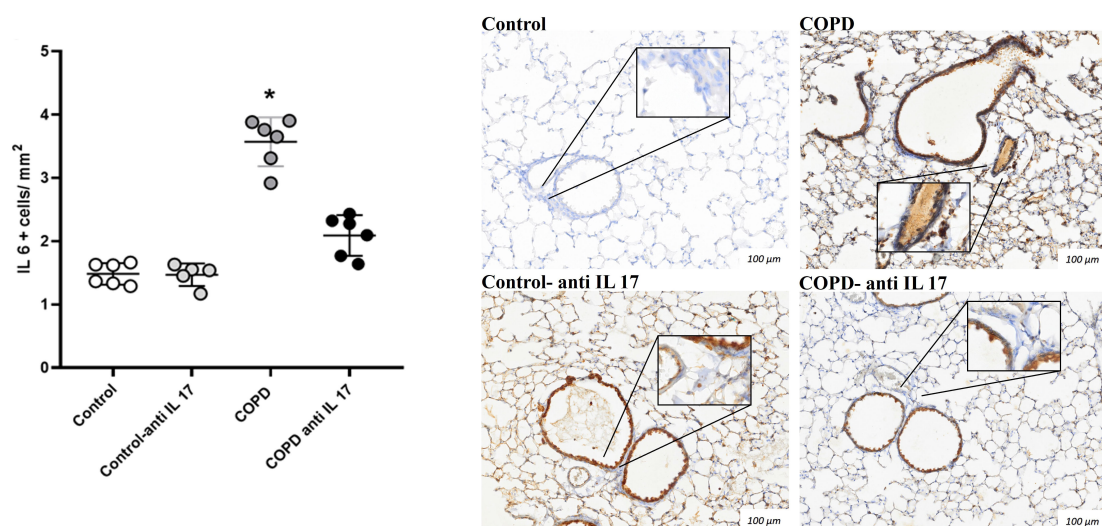 5
4
3
2
1
0
IL 6 + cells/ mm²
*
Control
Control-anti IL 17
COPD
COPD anti IL 17
Control
100 µm
COPD
100 µm
Control- anti IL 17
100 µm
COPD- anti IL 17
100 µm